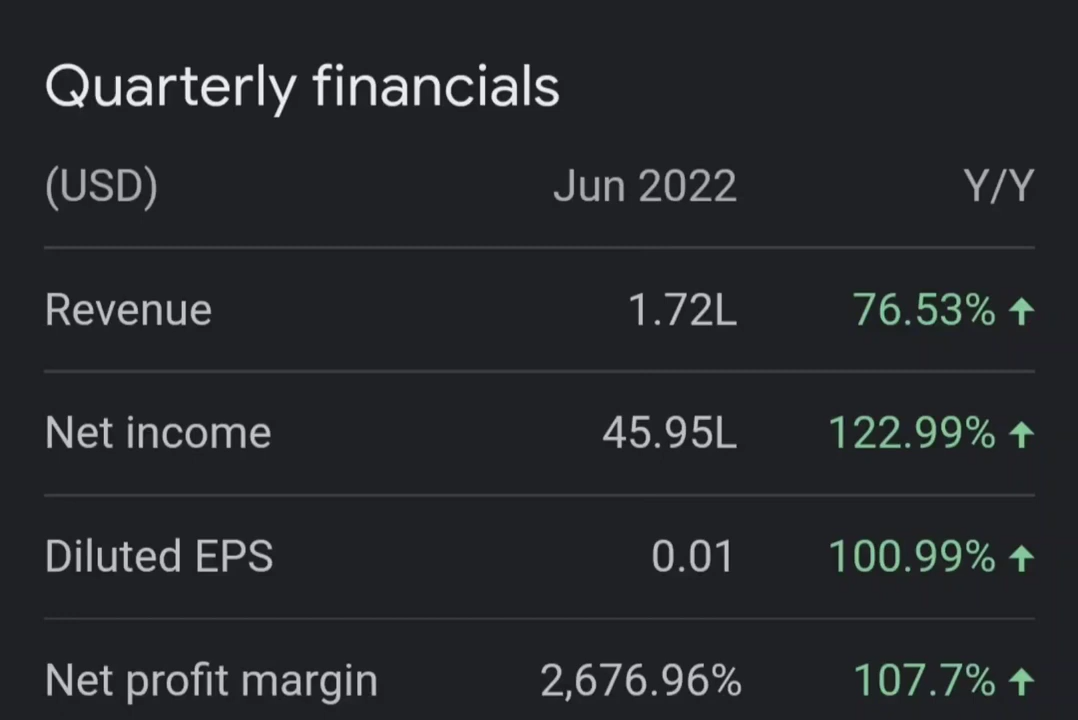 Quarterly financials
(USD) Jun 2022 Y/Y
Revenue 1.72L 76.53% ↑
Net income 45.95L 122.99% ↑
Diluted EPS 0.01 100.99% ↑
Net profit margin 2,676.96% 107.7% ↑